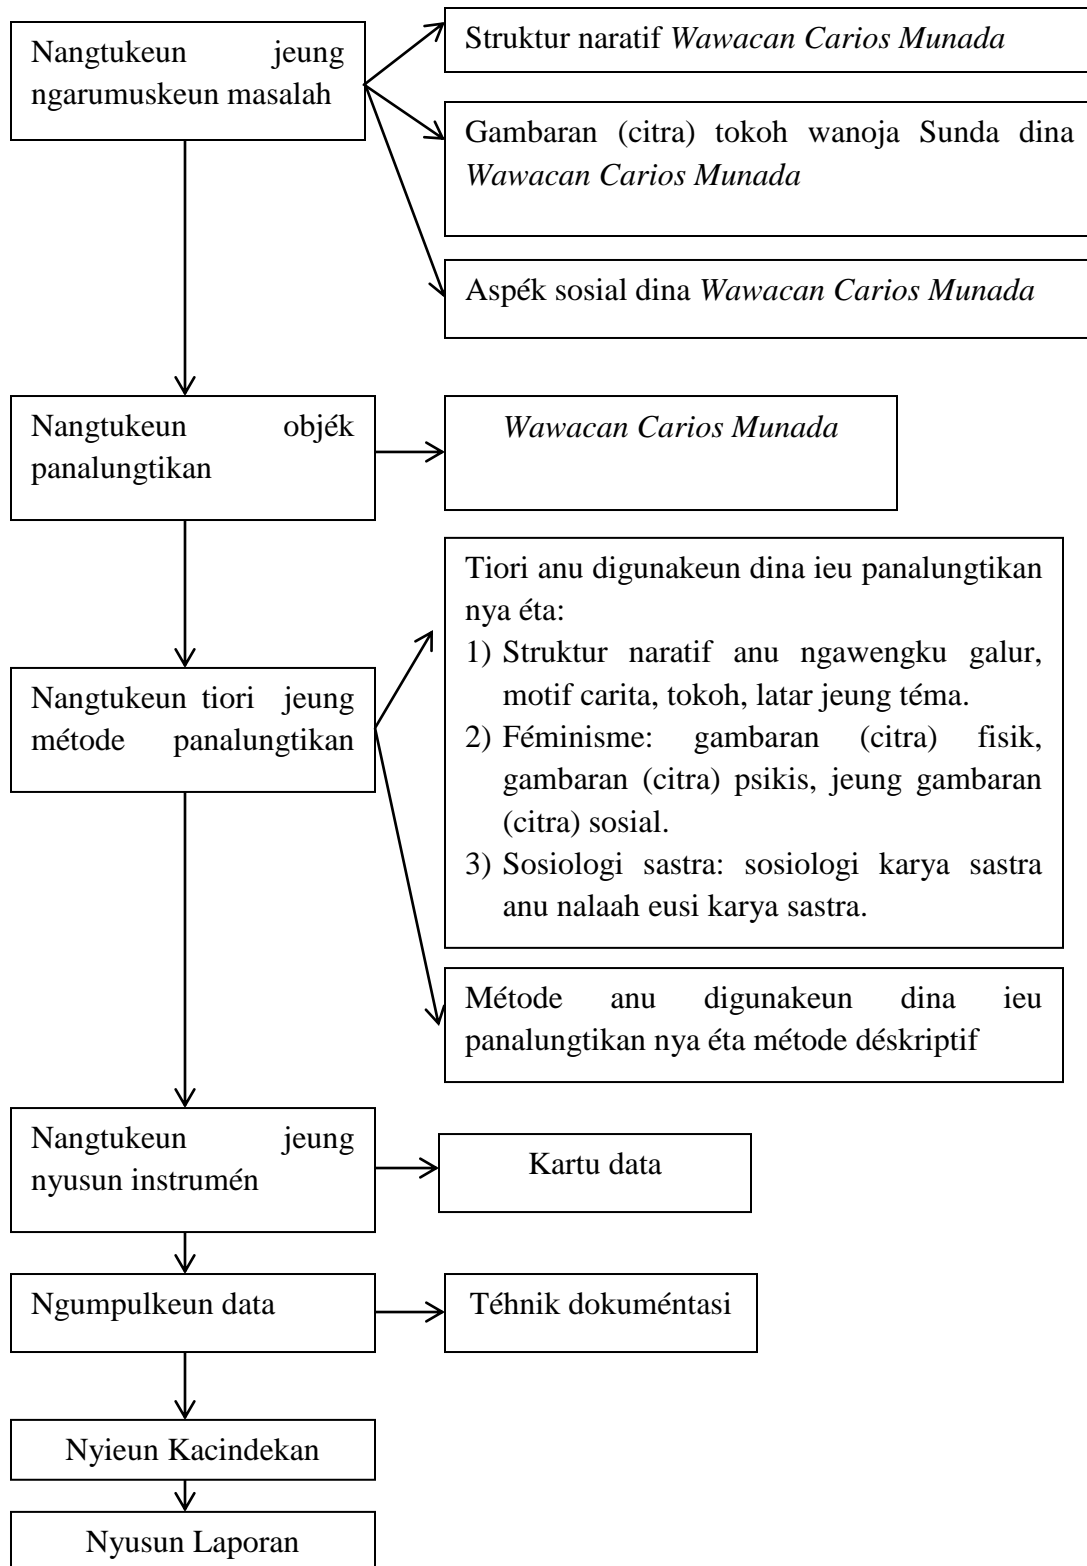 Nangtukeun jeung
ngarumuskeun masalah
Struktur naratif Wawacan Carios Munada
Gambaran (citra) tokoh wanoja Sunda dina
Wawacan Carios Munada
Aspék sosial dina Wawacan Carios Munada
Nangtukeun objék
panalungtikan
Wawacan Carios Munada
Nangtukeun tiori jeung
métode panalungtikan
Tiori anu digunakeun dina ieu panalungtikan
nya éta:
1) Struktur naratif anu ngawengku galur,
motif carita, tokoh, latar jeung téma.
2) Féminisme: gambaran (citra) fisik,
gambaran (citra) psikis, jeung gambaran
(citra) sosial.
3) Sosiologi sastra: sosiologi karya sastra
anu nalaah eusi karya sastra.
Métode anu digunakeun dina ieu
panalungtikan nya éta métode déskriptif
Nangtukeun jeung
nyusun instrumén
Kartu data
Ngumpulkeun data
Téhnik dokuméntasi
Nyieun Kacindekan
Nyusun Laporan